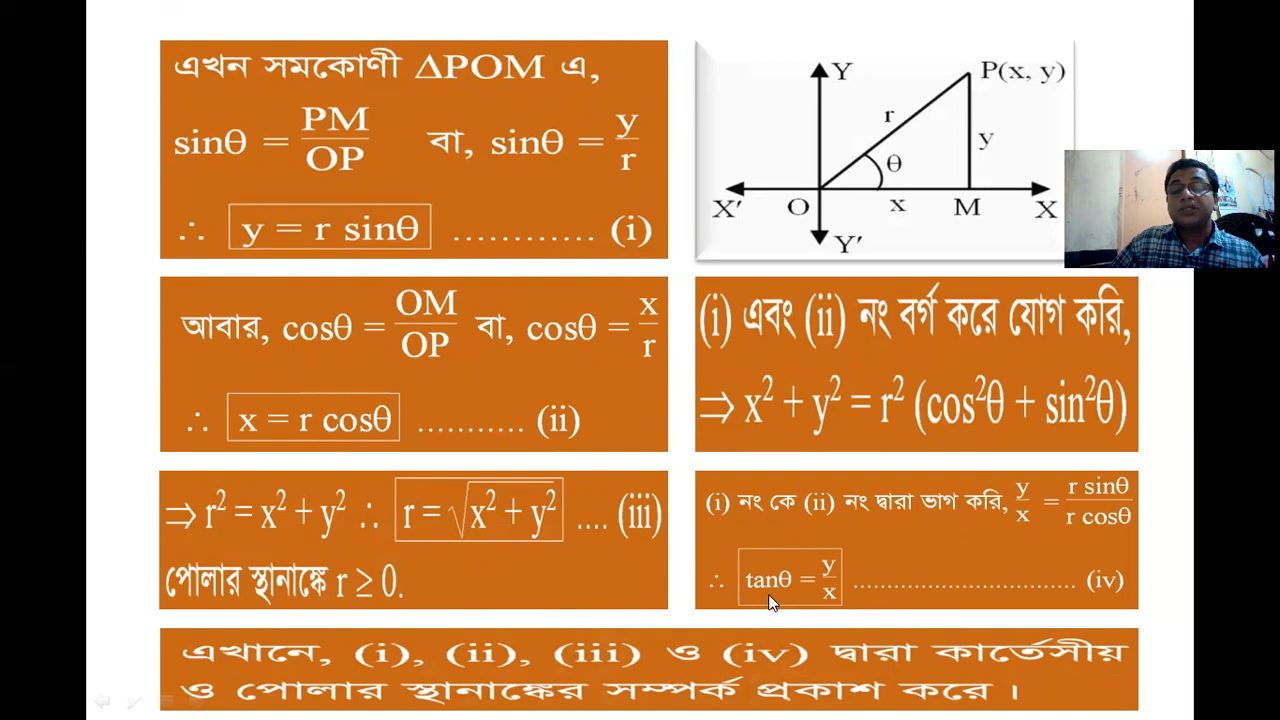 এখন সমকোণী ΔPOM এ,
sinθ = PM/OP বা, sinθ = y/r
∴ y = r sinθ ............ (i)
Y
P(x, y)
r
y
θ
X′ O x M X
Y′
আবার, cosθ = OM/OP বা, cosθ = x/r
∴ x = r cosθ ........... (ii)
(i) এবং (ii) নং বর্গ করে যোগ করি,
⇒ x² + y² = r² (cos²θ + sin²θ)
⇒ r² = x² + y² ∴ r = √(x² + y²) .... (iii)
পোলার স্থানাঙ্কে r ≥ 0.
(i) নং কে (ii) নং দ্বারা ভাগ করি, y/x = r sinθ/r cosθ
∴ tanθ = y/x ................................... (iv)
এখানে, (i), (ii), (iii) ও (iv) দ্বারা কার্তেসীয়
ও পোলার স্থানাঙ্কের সম্পর্ক প্রকাশ করে ।